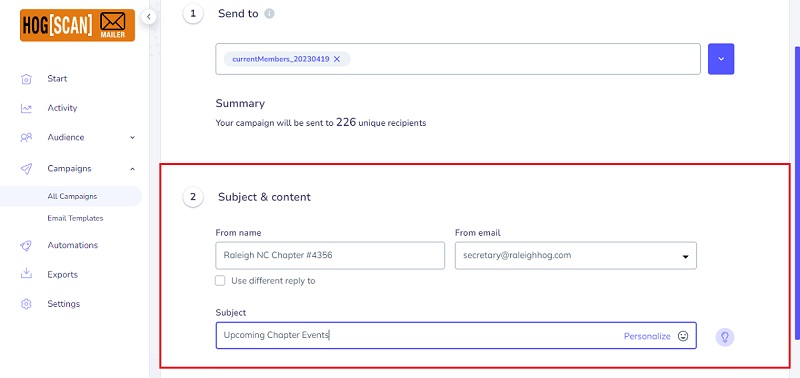 HOG[SCAN]
MAILER
Start
Activity
Audience
Campaigns
All Campaigns
Email Templates
Automations
Exports
Settings
1 Send to
currentMembers_20230419
Summary
Your campaign will be sent to 226 unique recipients
2 Subject & content
From name From email
Raleigh NC Chapter #4356 secretary@raleighhog.com
Use different reply to
Subject
Upcoming Chapter Events Personalize